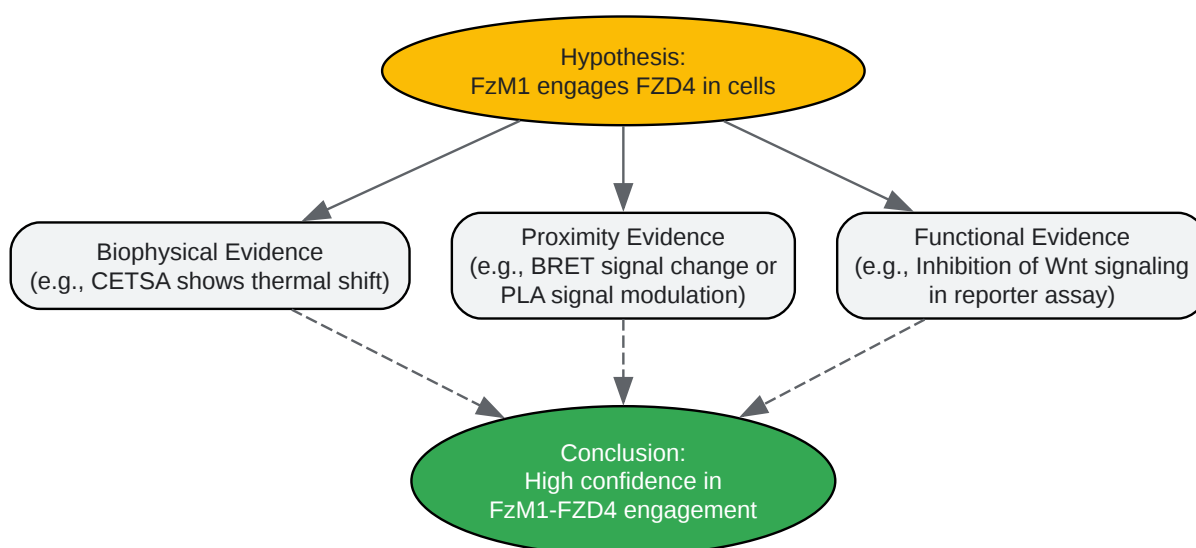 Hypothesis:
FzM1 engages FZD4 in cells
Biophysical Evidence
(e.g., CETSA shows thermal shift)
Proximity Evidence
(e.g., BRET signal change or
PLA signal modulation)
Functional Evidence
(e.g., Inhibition of Wnt signaling
in reporter assay)
Conclusion:
High confidence in
FzM1-FZD4 engagement